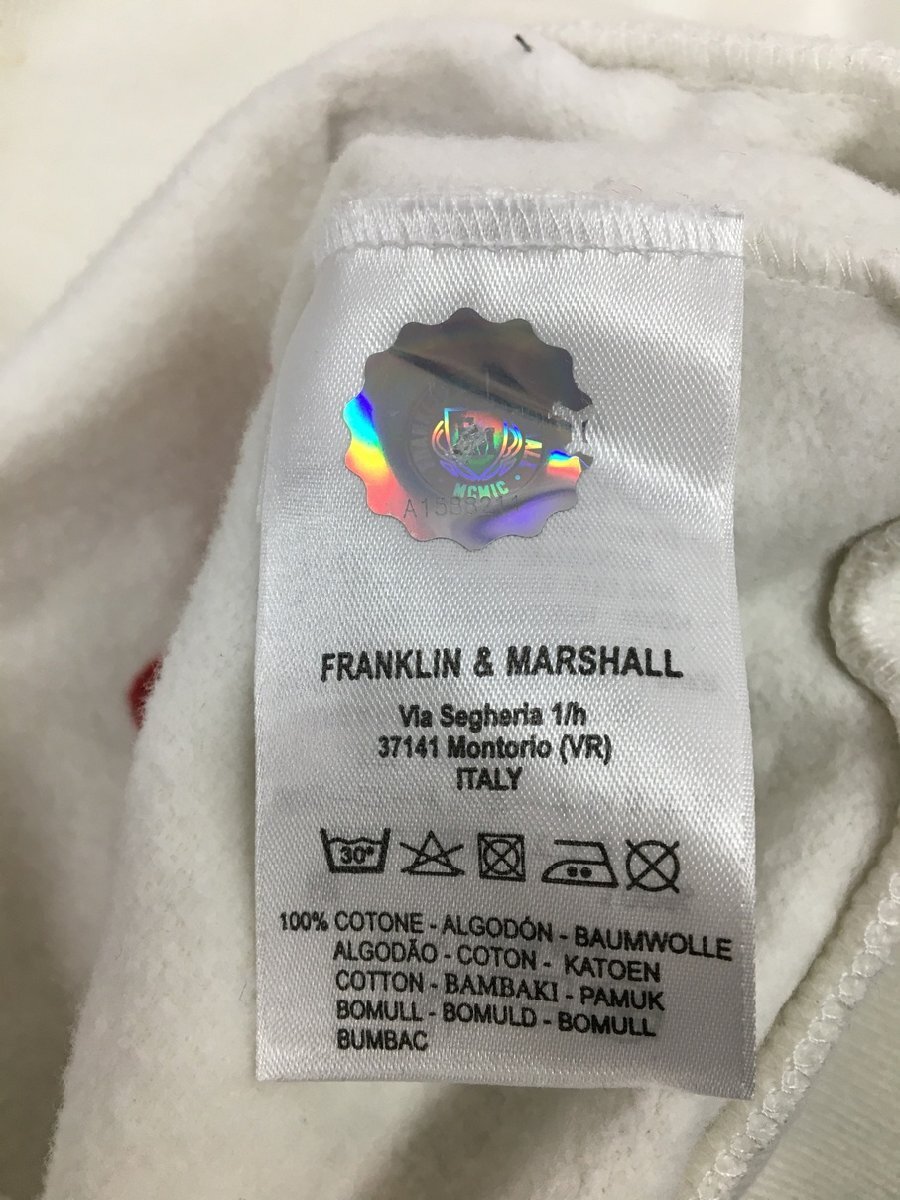 MCMIC
FRANKLIN & MARSHALL
Via Segheria 1/h
37141 Montorio (VR)
ITALY
30°
100% COTONE - ALGODÓN - BAUMWOLLE
ALGODÃO - COTON - KATOEN
COTTON - BAMBAKI - PAMUK
BOMULL - BOMULD - BOMULL
BUMBAC